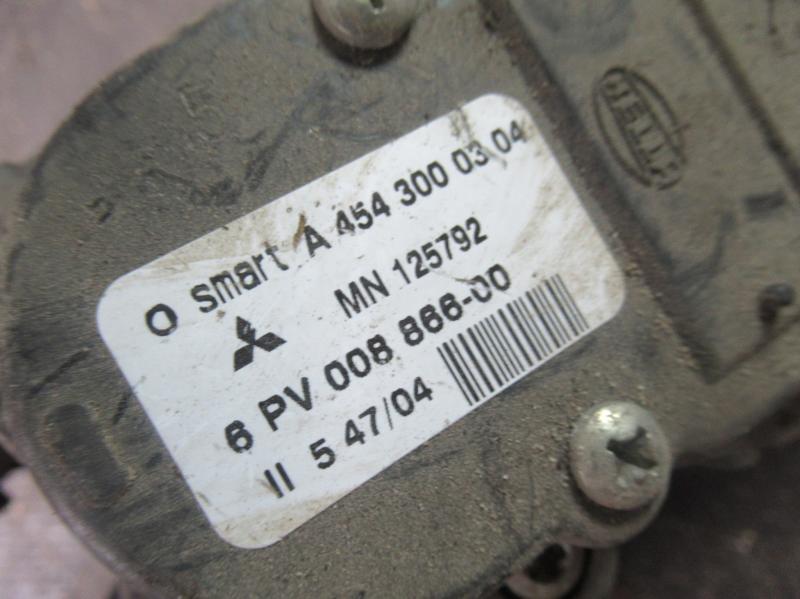 HELLA
smart A 454 300 03 04
MN 125792
6 PV 008 866-00
II 5 47/04